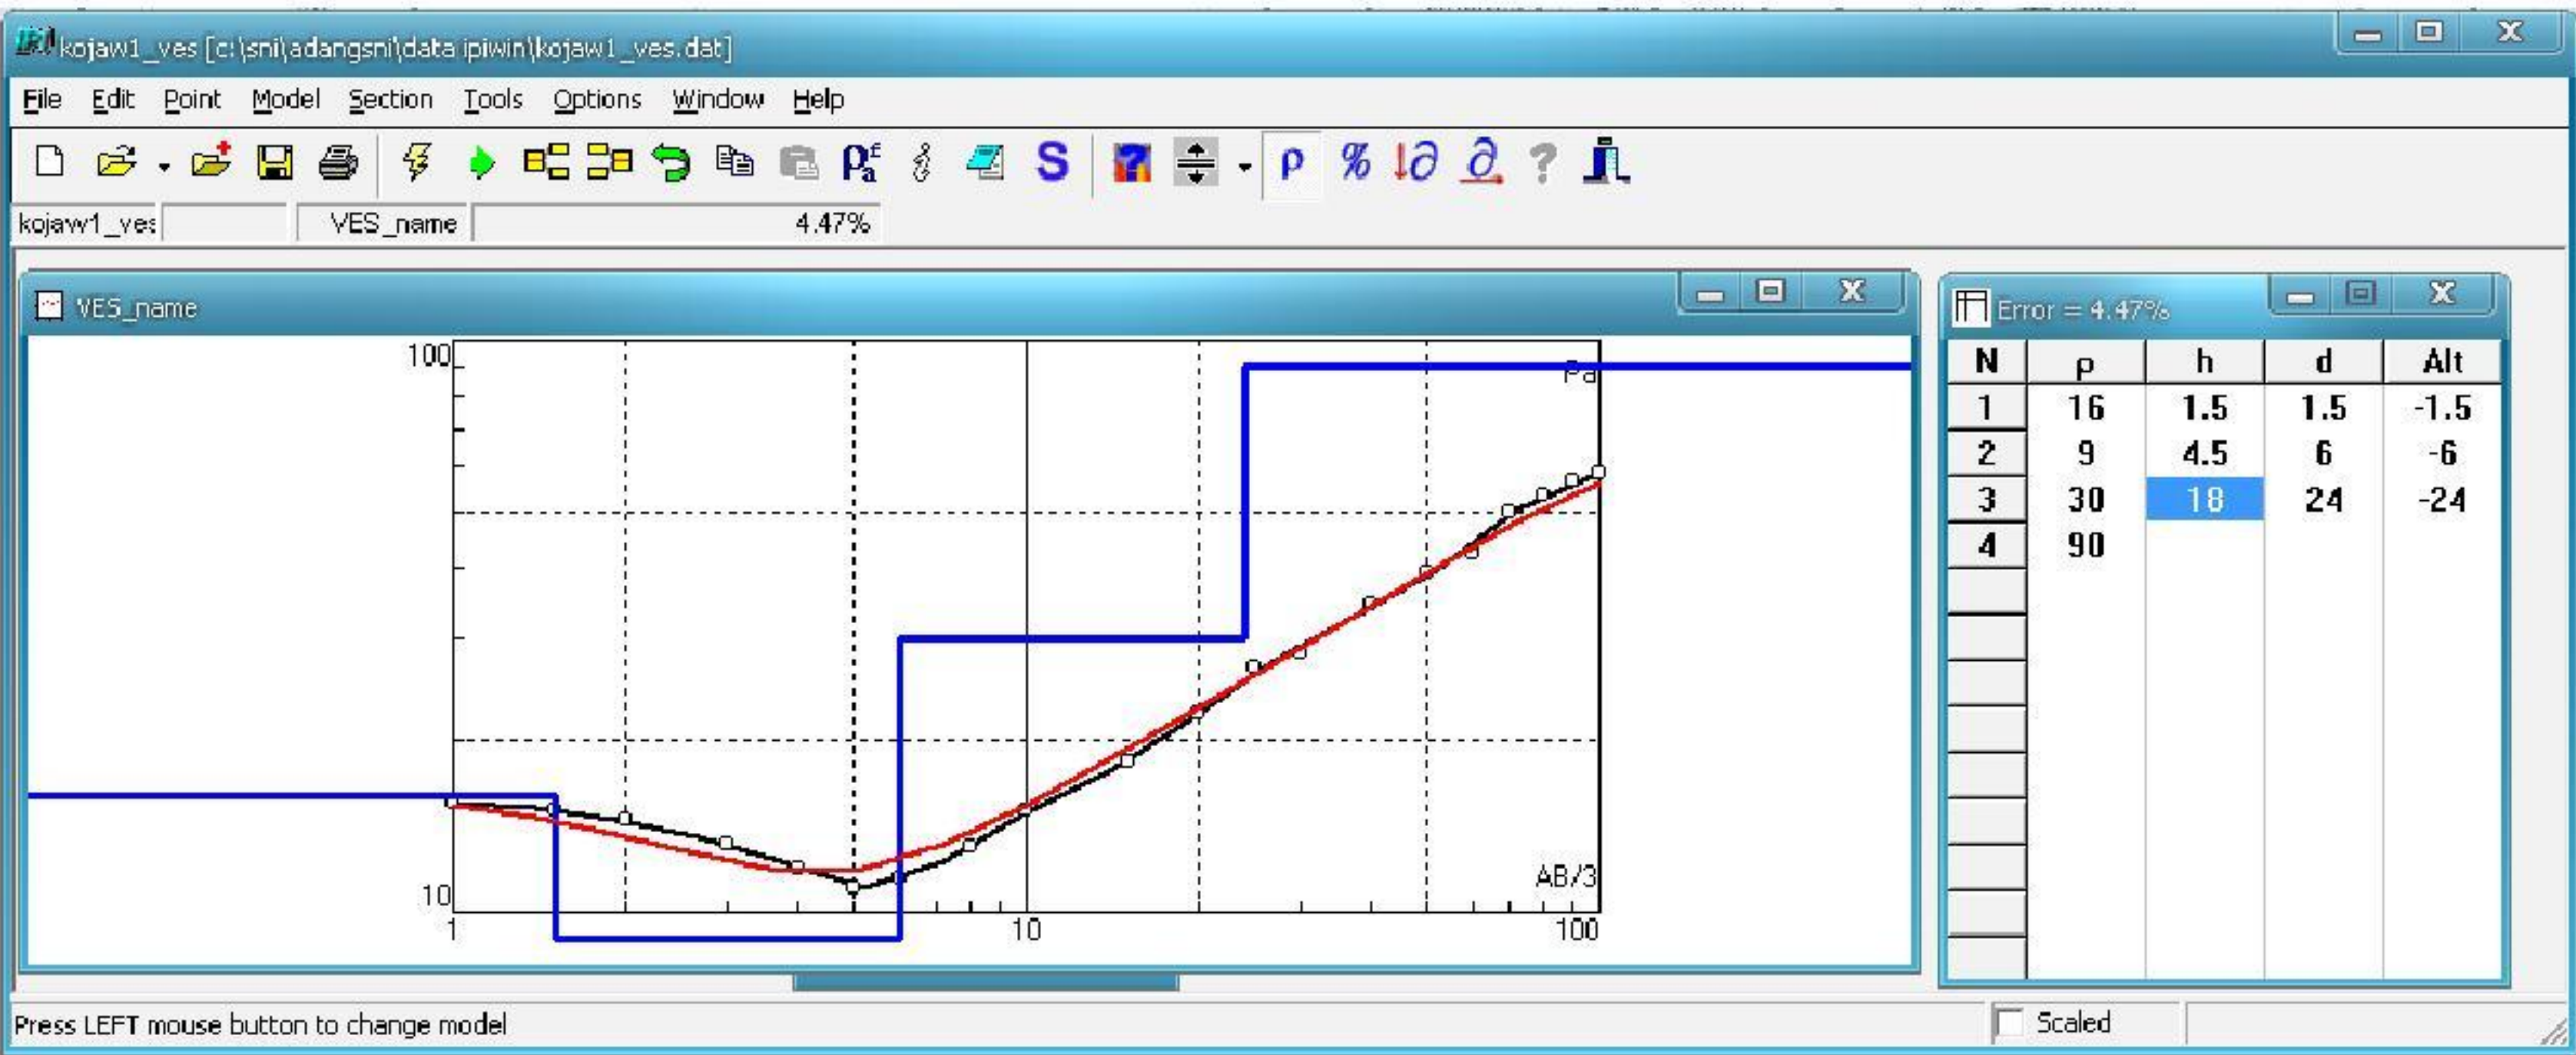 kojaw1_ves [c:\sni\adangsni\data ipiwin\kojaw1_ves.dat]
File Edit Point Model Section Tools Options Window Help
kojaw1_ves VES_name 4.47%
VES_name
100
ρa
10
AB/3
1 10 100
Error = 4.47%
N ρ h d Alt
1 16 1.5 1.5 -1.5
2 9 4.5 6 -6
3 30 18 24 -24
4 90
Press LEFT mouse button to change model
Scaled